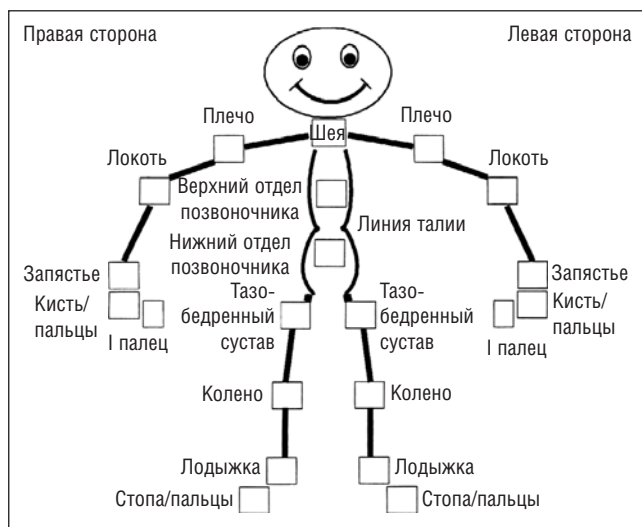 Правая сторона
Левая сторона
Плечо
Шея
Плечо
Локоть
Локоть
Верхний отдел
позвоночника
Линия талии
Нижний отдел
позвоночника
Запястье
Запястье
Кисть/
пальцы
Кисть/
пальцы
I палец
I палец
Тазо-
бедренный
сустав
Тазо-
бедренный
сустав
Колено
Колено
Лодыжка
Лодыжка
Стопа/пальцы
Стопа/пальцы